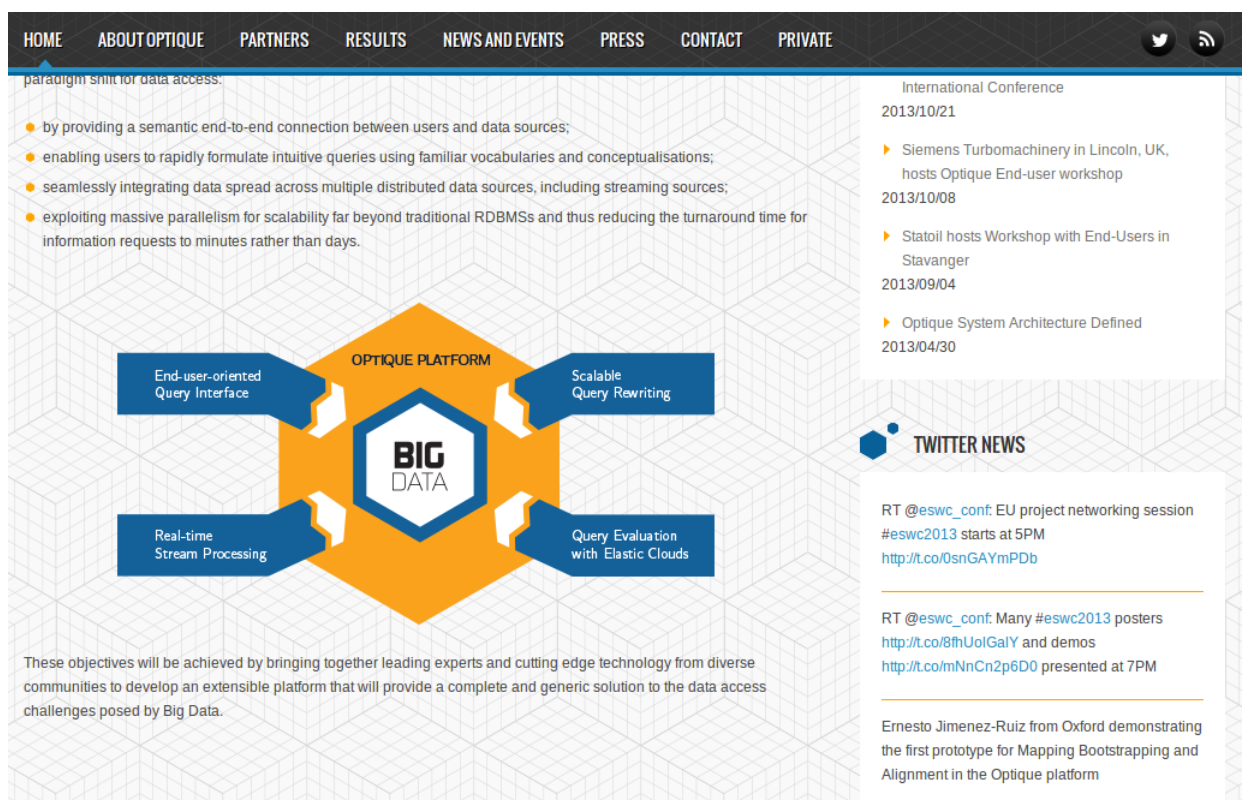 HOME ABOUT OPTIQUE PARTNERS RESULTS NEWS AND EVENTS PRESS CONTACT PRIVATE
paradigm shift for data access:
by providing a semantic end-to-end connection between users and data sources;
enabling users to rapidly formulate intuitive queries using familiar vocabularies and conceptualisations;
seamlessly integrating data spread across multiple distributed data sources, including streaming sources;
exploiting massive parallelism for scalability far beyond traditional RDBMSs and thus reducing the turnaround time for
information requests to minutes rather than days.
OPTIQUE PLATFORM
End-user-oriented
Query Interface
Scalable
Query Rewriting
BIG
DATA
Real-time
Stream Processing
Query Evaluation
with Elastic Clouds
These objectives will be achieved by bringing together leading experts and cutting edge technology from diverse
communities to develop an extensible platform that will provide a complete and generic solution to the data access
challenges posed by Big Data.
International Conference
2013/10/21
Siemens Turbomachinery in Lincoln, UK,
hosts Optique End-user workshop
2013/10/08
Statoil hosts Workshop with End-Users in
Stavanger
2013/09/04
Optique System Architecture Defined
2013/04/30
TWITTER NEWS
RT @eswc_conf: EU project networking session
#eswc2013 starts at 5PM
http://t.co/0snGAYmPDb
RT @eswc_conf: Many #eswc2013 posters
http://t.co/8fhUolGalY and demos
http://t.co/mNnCn2p6D0 presented at 7PM
Ernesto Jimenez-Ruiz from Oxford demonstrating
the first prototype for Mapping Bootstrapping and
Alignment in the Optique platform